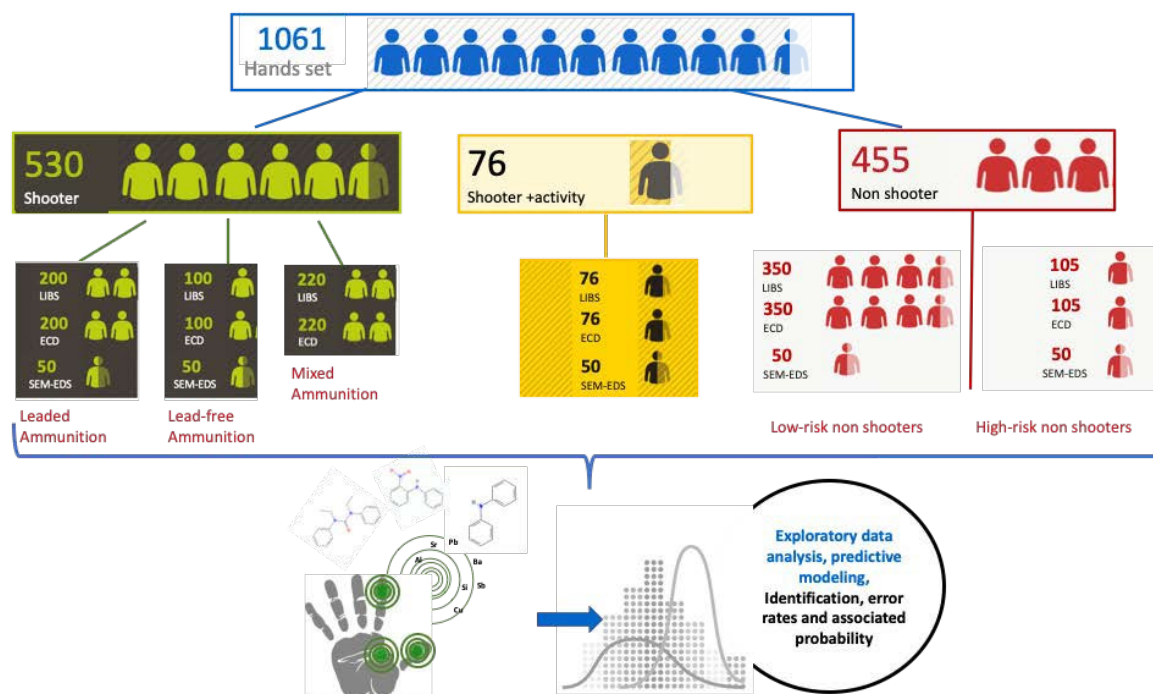 1061
Hands set
530
Shooter
76
Shooter +activity
455
Non shooter
200
LIBS
200
ECD
50
SEM-EDS
Leaded
Ammunition
100
LIBS
100
ECD
50
SEM-EDS
Lead-free
Ammunition
220
LIBS
220
ECD
Mixed
Ammunition
76
LIBS
76
ECD
50
SEM-EDS
350
LIBS
350
ECD
50
SEM-EDS
Low-risk non shooters
105
LIBS
105
ECD
50
SEM-EDS
High-risk non shooters
Sr
Pb
Al
Ba
Si
Sb
Cu
Exploratory data
analysis, predictive
modeling,
Identification, error
rates and associated
probability